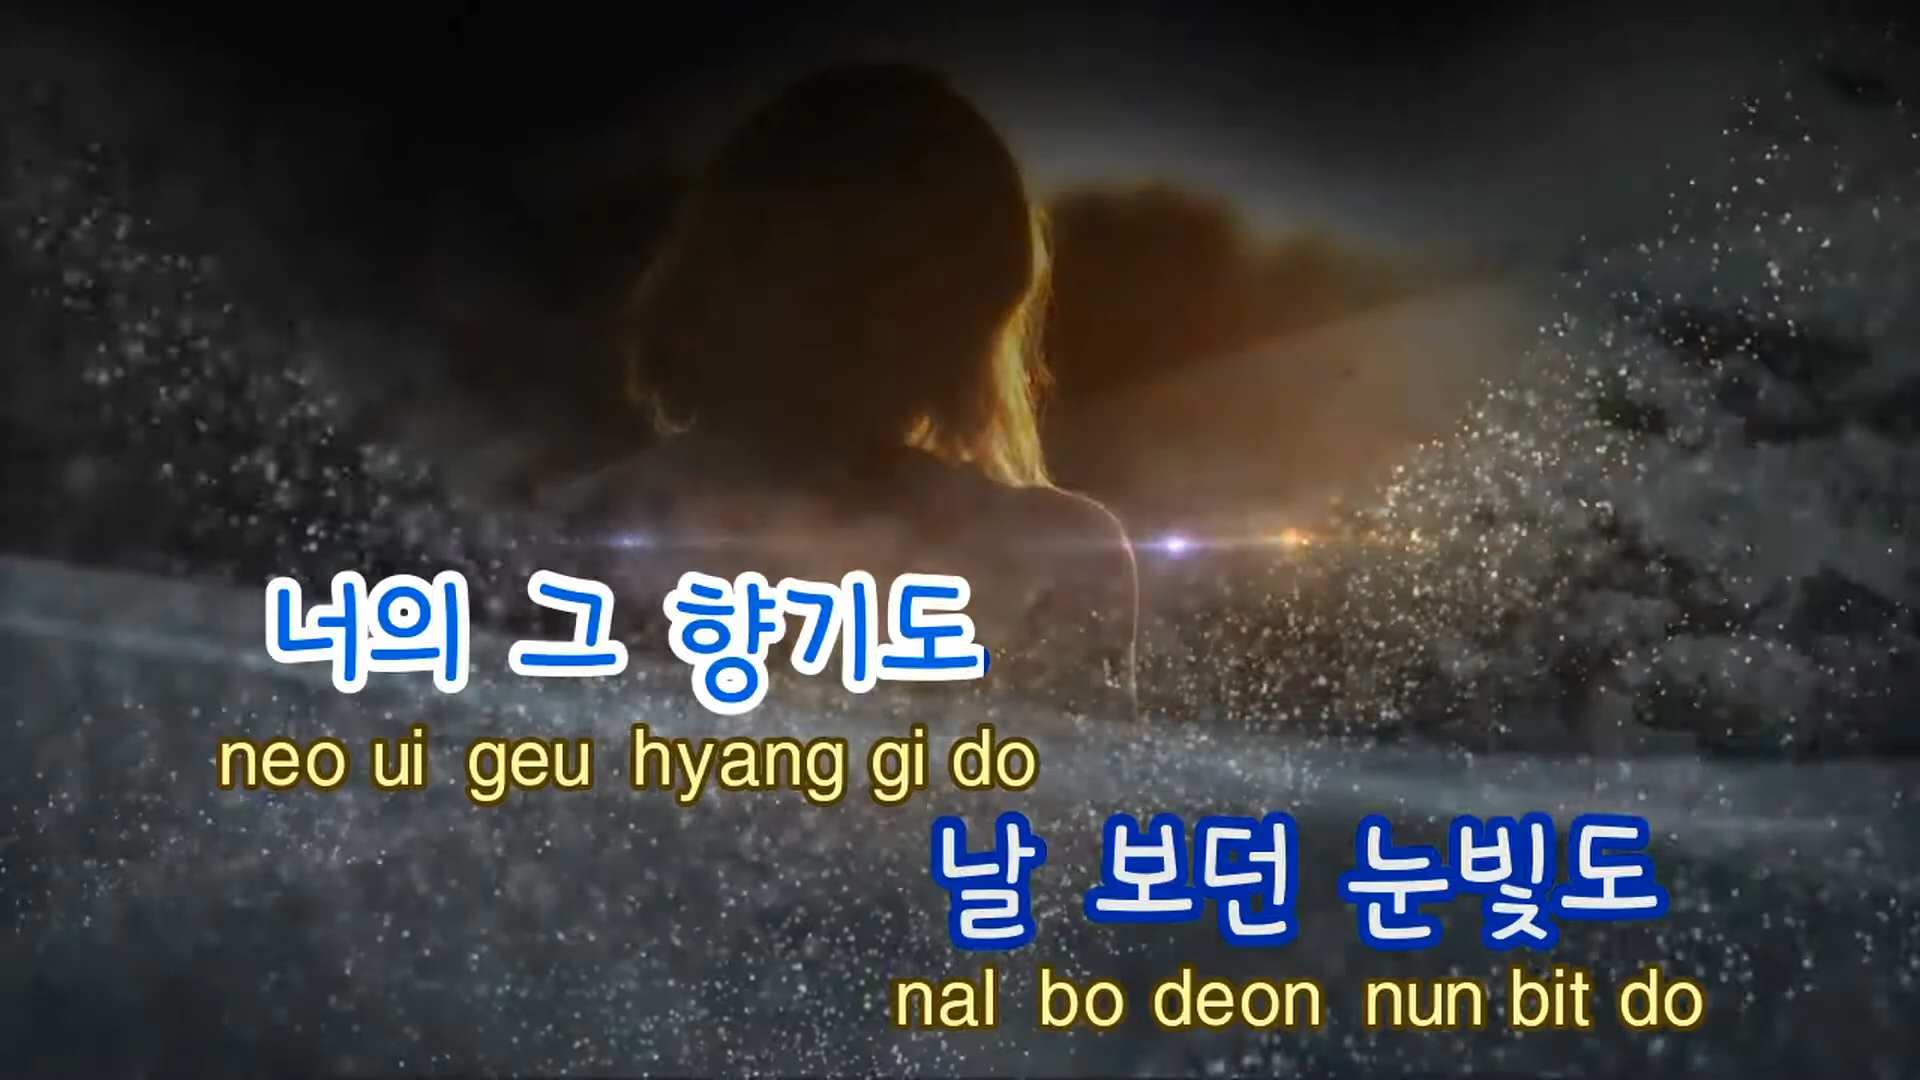 너의 그 향기도
neo ui geu hyang gi do
날 보던 눈빛도
nal bo deon nun bit do